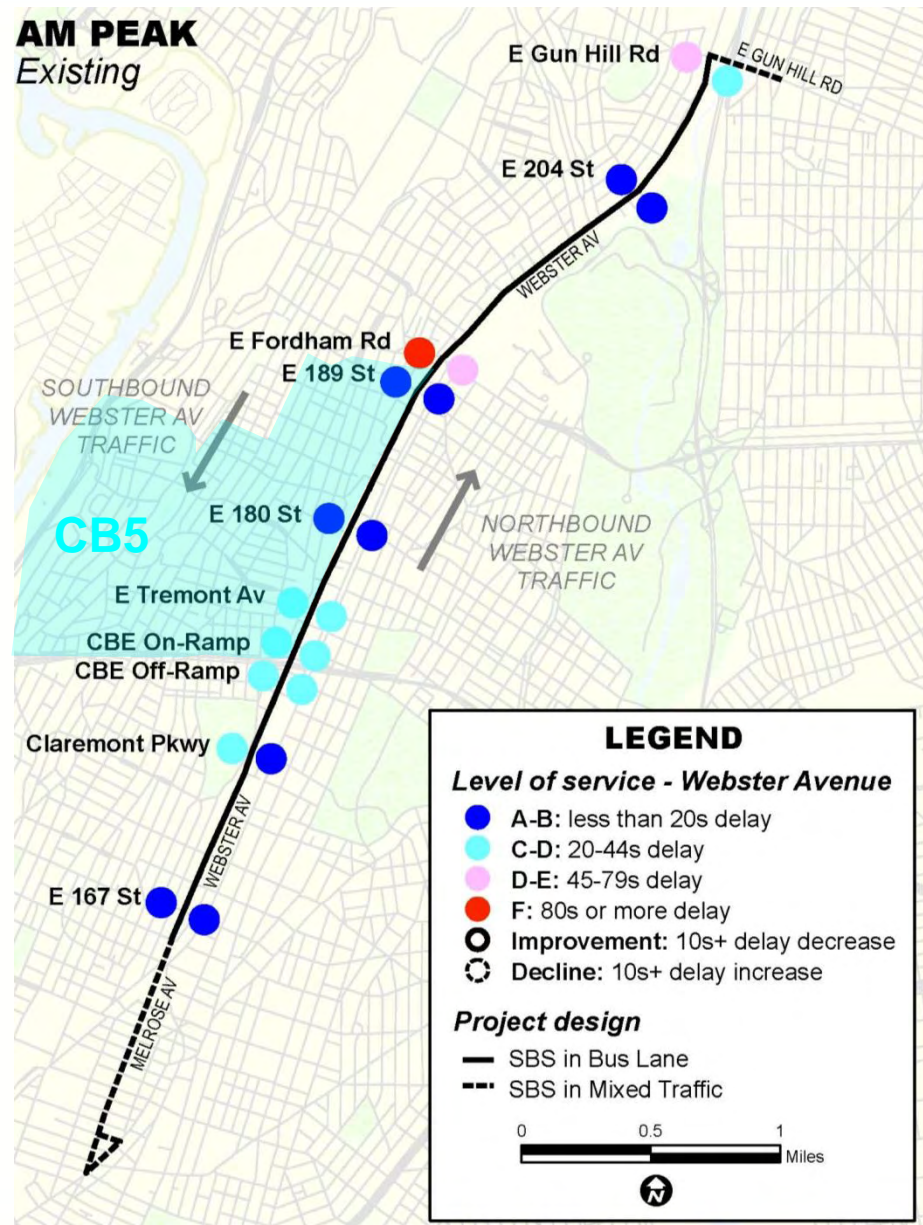 AM PEAK
Existing
E Gun Hill Rd
E GUN HILL RD
E 204 St
WEBSTER AV
E Fordham Rd
E 189 St
SOUTHBOUND
WEBSTER AV
TRAFFIC
E 180 St
CB5
NORTHBOUND
WEBSTER AV
TRAFFIC
E Tremont Av
CBE On-Ramp
CBE Off-Ramp
Claremont Pkwy
WEBSTER AV
E 167 St
MELROSE AV
LEGEND
Level of service - Webster Avenue
A-B: less than 20s delay
C-D: 20-44s delay
D-E: 45-79s delay
F: 80s or more delay
Improvement: 10s+ delay decrease
Decline: 10s+ delay increase
Project design
SBS in Bus Lane
SBS in Mixed Traffic
0 0.5 1
Miles
N